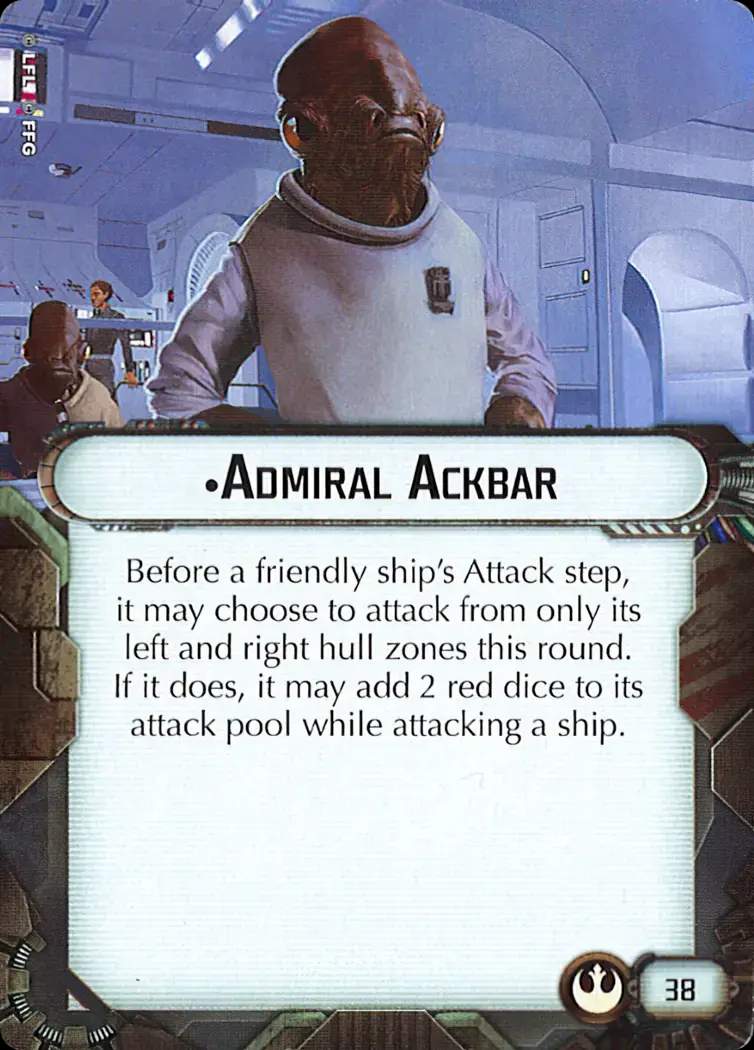 © LFL © FFG
•Admiral Ackbar
Before a friendly ship's Attack step,
it may choose to attack from only its
left and right hull zones this round.
If it does, it may add 2 red dice to its
attack pool while attacking a ship.
38